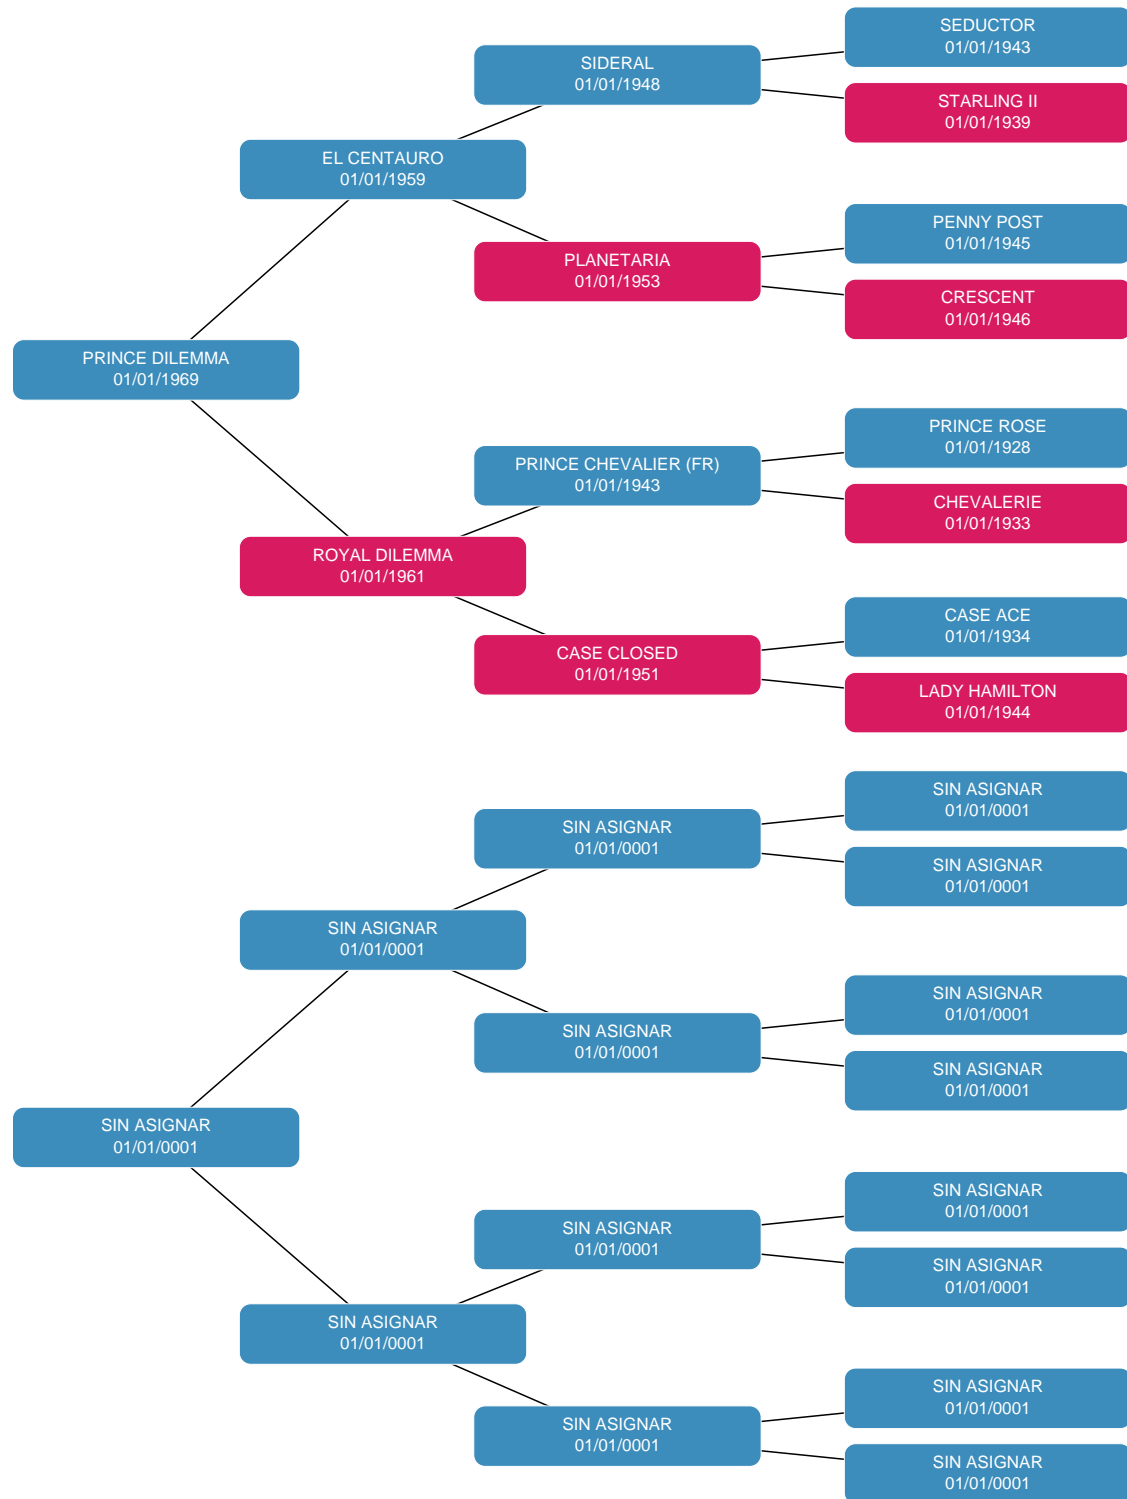 SEDUCTOR
01/01/1943
SIDERAL
01/01/1948
STARLING II
01/01/1939
EL CENTAURO
01/01/1959
PENNY POST
01/01/1945
PLANETARIA
01/01/1953
CRESCENT
01/01/1946
PRINCE DILEMMA
01/01/1969
PRINCE ROSE
01/01/1928
PRINCE CHEVALIER (FR)
01/01/1943
CHEVALERIE
01/01/1933
ROYAL DILEMMA
01/01/1961
CASE ACE
01/01/1934
CASE CLOSED
01/01/1951
LADY HAMILTON
01/01/1944
SIN ASIGNAR
01/01/0001
SIN ASIGNAR
01/01/0001
SIN ASIGNAR
01/01/0001
SIN ASIGNAR
01/01/0001
SIN ASIGNAR
01/01/0001
SIN ASIGNAR
01/01/0001
SIN ASIGNAR
01/01/0001
SIN ASIGNAR
01/01/0001
SIN ASIGNAR
01/01/0001
SIN ASIGNAR
01/01/0001
SIN ASIGNAR
01/01/0001
SIN ASIGNAR
01/01/0001
SIN ASIGNAR
01/01/0001
SIN ASIGNAR
01/01/0001
SIN ASIGNAR
01/01/0001